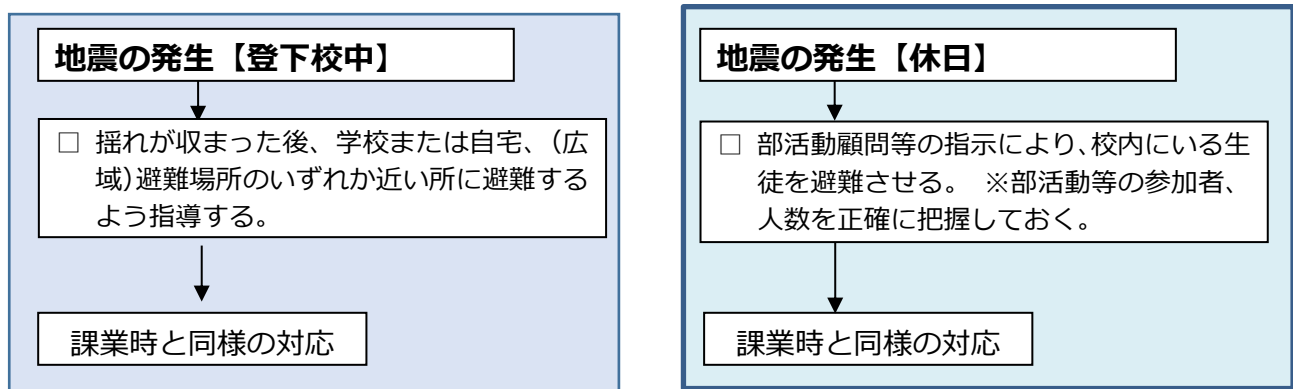 地震の発生【登下校中】
□ 揺れが収まった後、学校または自宅、（広
域）避難場所のいずれか近い所に避難する
よう指導する。
課業時と同様の対応
地震の発生【休日】
□ 部活動顧問等の指示により、校内にいる生
徒を避難させる。 ※部活動等の参加者、
人数を正確に把握しておく。
課業時と同様の対応